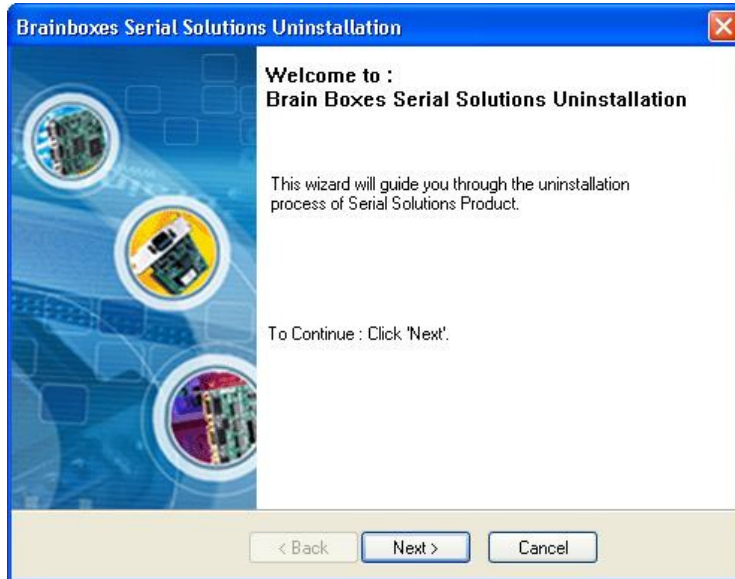 Brainboxes Serial Solutions Uninstallation
Welcome to :
Brain Boxes Serial Solutions Uninstallation
This wizard will guide you through the uninstallation
process of Serial Solutions Product.
To Continue : Click 'Next'.
< Back Next > Cancel